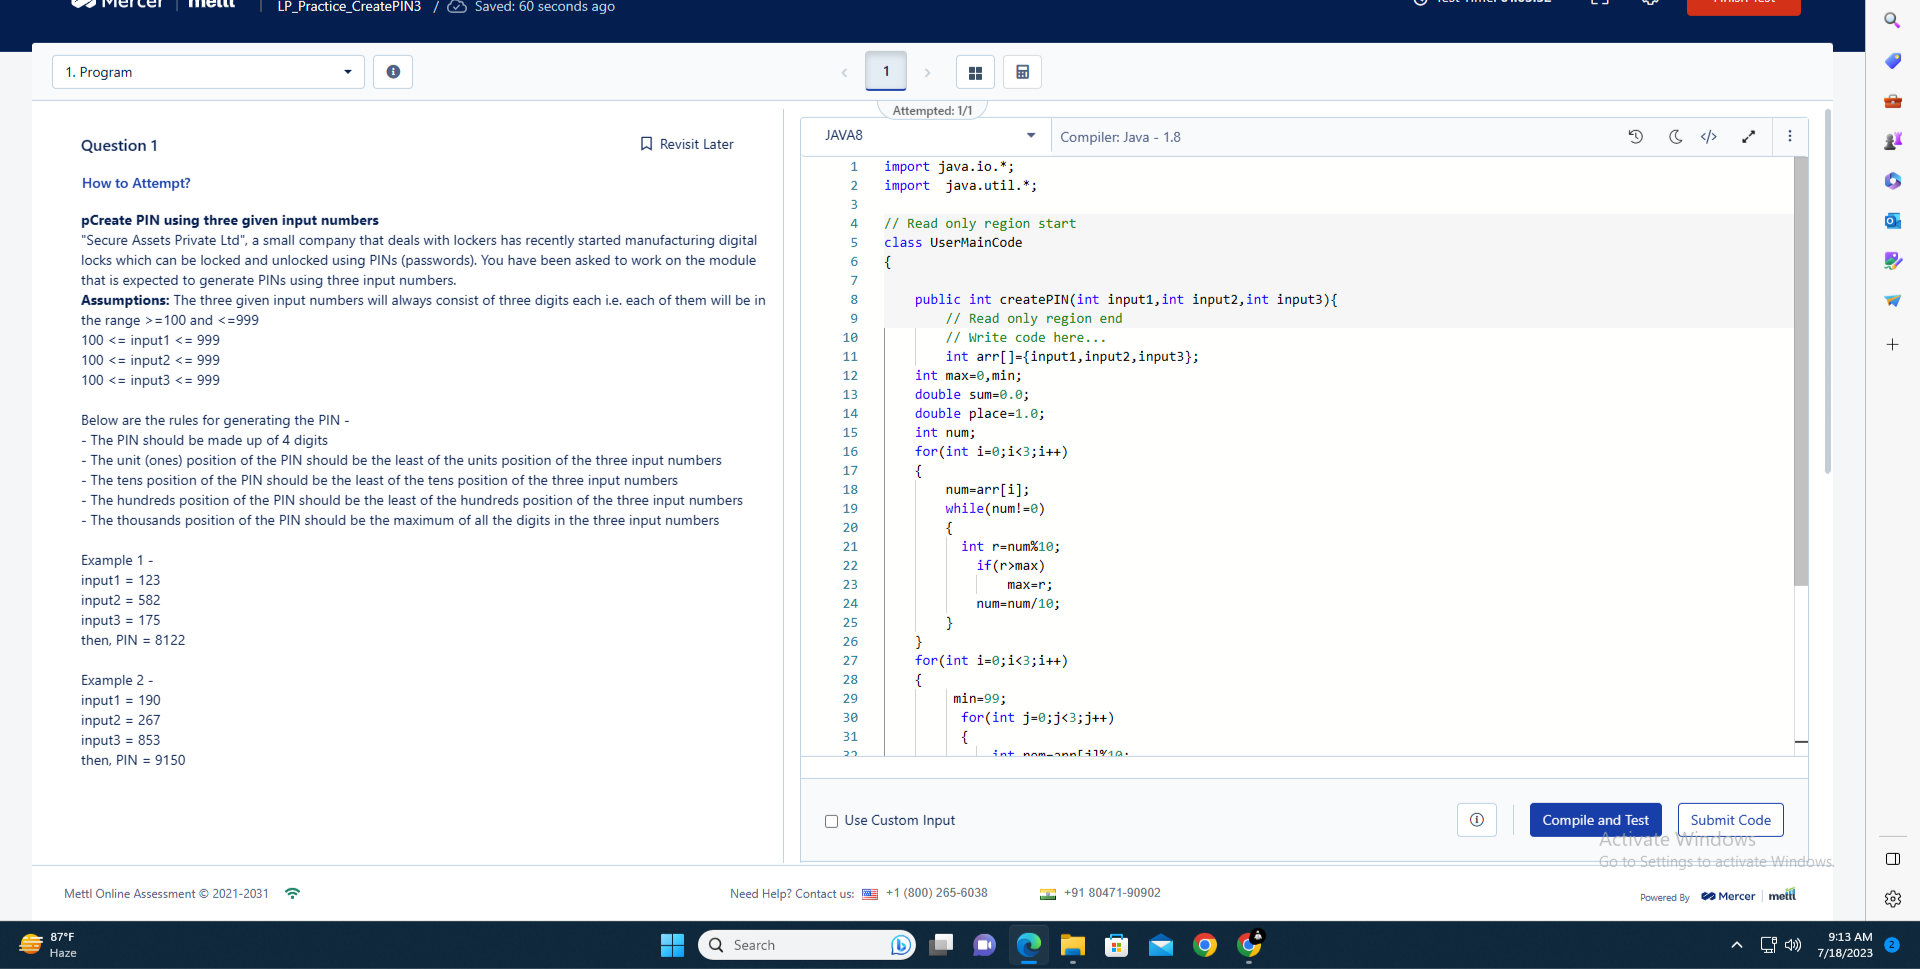 Mercer | mettl
LP_Practice_CreatePIN3 / Saved: 60 seconds ago
1. Program
1
Attempted: 1/1
Question 1
Revisit Later
How to Attempt?
pCreate PIN using three given input numbers
"Secure Assets Private Ltd", a small company that deals with lockers has recently started manufacturing digital
locks which can be locked and unlocked using PINs (passwords). You have been asked to work on the module
that is expected to generate PINs using three input numbers.
Assumptions: The three given input numbers will always consist of three digits each i.e. each of them will be in
the range >=100 and <=999
100 <= input1 <= 999
100 <= input2 <= 999
100 <= input3 <= 999
Below are the rules for generating the PIN -
- The PIN should be made up of 4 digits
- The unit (ones) position of the PIN should be the least of the units position of the three input numbers
- The tens position of the PIN should be the least of the tens position of the three input numbers
- The hundreds position of the PIN should be the least of the hundreds position of the three input numbers
- The thousands position of the PIN should be the maximum of all the digits in the three input numbers
Example 1 -
input1 = 123
input2 = 582
input3 = 175
then, PIN = 8122
Example 2 -
input1 = 190
input2 = 267
input3 = 853
then, PIN = 9150
JAVA8
Compiler: Java - 1.8
1 import java.io.*;
2 import  java.util.*;
3
4 // Read only region start
5 class UserMainCode
6 {
7
8     public int createPIN(int input1,int input2,int input3){
9         // Read only region end
10         // Write code here...
11         int arr[]={input1,input2,input3};
12     int max=0,min;
13     double sum=0.0;
14     double place=1.0;
15     int num;
16     for(int i=0;i<3;i++)
17     {
18         num=arr[i];
19         while(num!=0)
20         {
21           int r=num%10;
22             if(r>max)
23                 max=r;
24             num=num/10;
25         }
26     }
27     for(int i=0;i<3;i++)
28     {
29          min=99;
30           for(int j=0;j<3;j++)
31           {
32               int rem=arr[j]%10;
Use Custom Input
Compile and Test
Submit Code
Activate Windows
Go to Settings to activate Windows.
Mettl Online Assessment © 2021-2031
Need Help? Contact us: +1 (800) 265-6038
+91 80471-90902
Powered By Mercer | mettl
87°F
Haze
Search
9:13 AM
7/18/2023
2